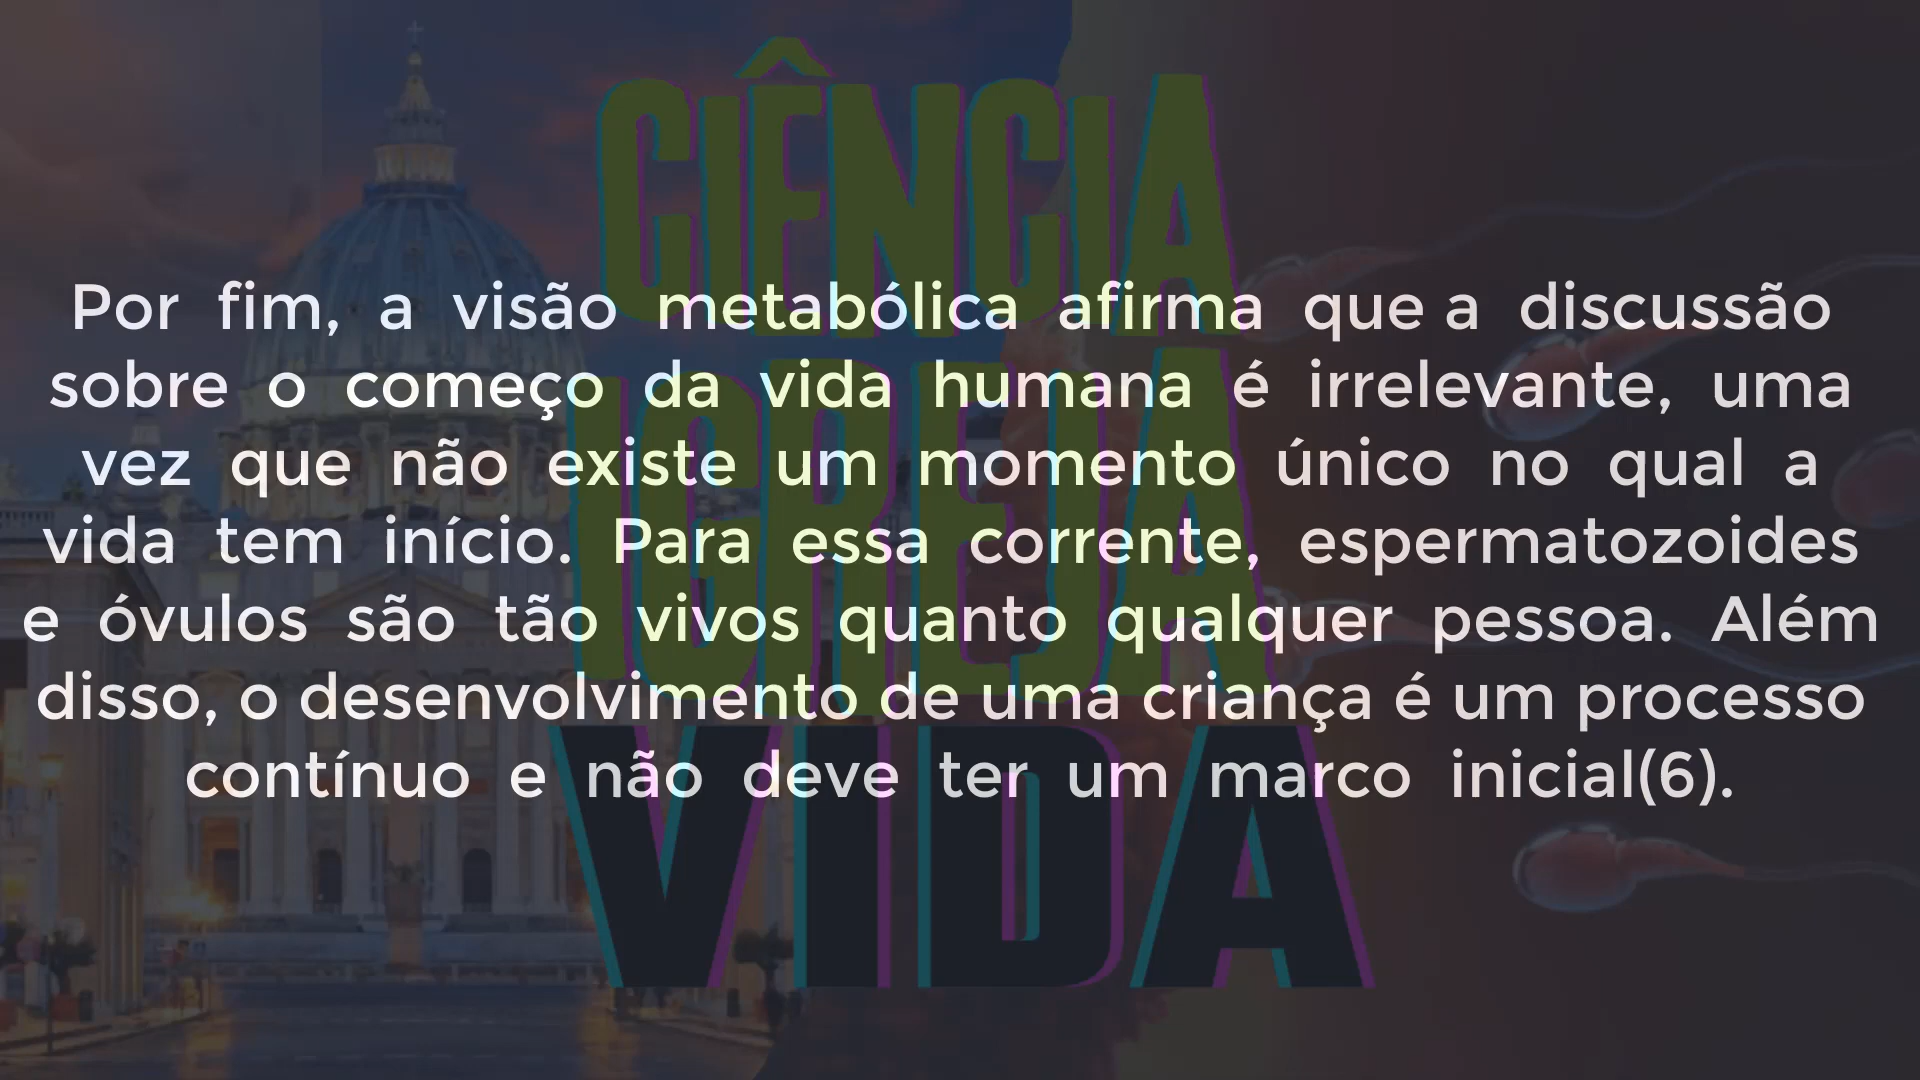 CIÊNCIA
IGREJA
VIDA
Por fim, a visão metabólica afirma que a discussão
sobre o começo da vida humana é irrelevante, uma
vez que não existe um momento único no qual a
vida tem início. Para essa corrente, espermatozoides
e óvulos são tão vivos quanto qualquer pessoa. Além
disso, o desenvolvimento de uma criança é um processo
contínuo e não deve ter um marco inicial(6).